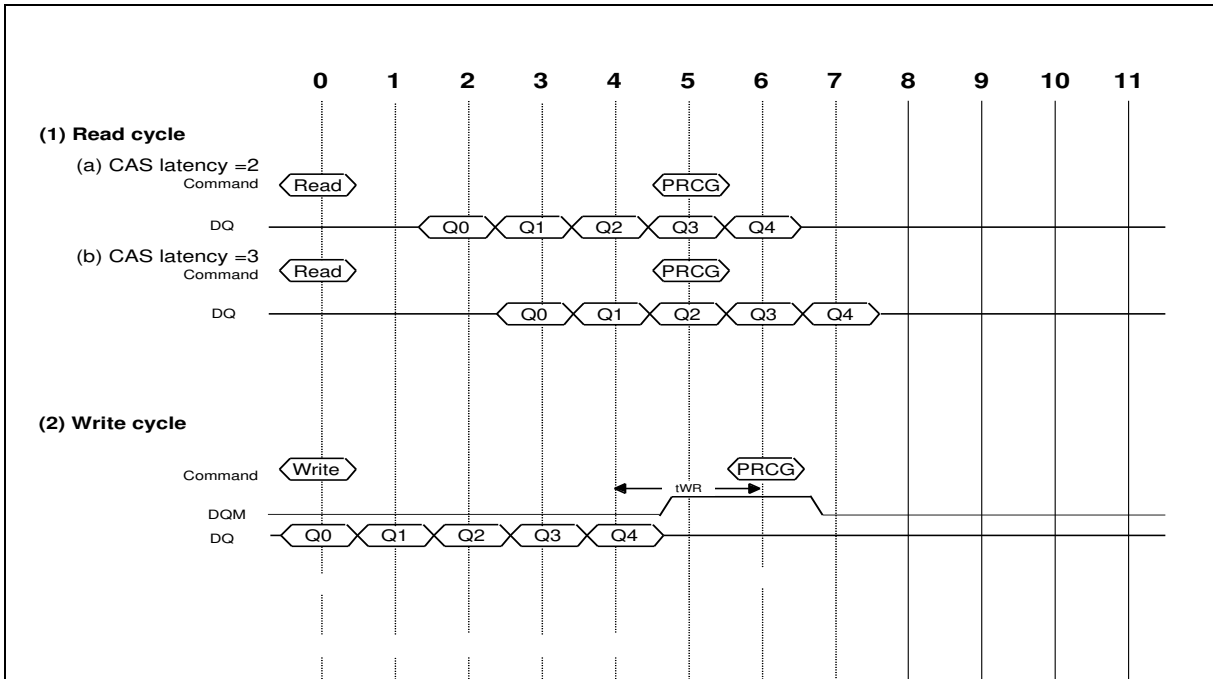 0 1 2 3 4 5 6 7 8 9 10 11
(1) Read cycle
(a) CAS latency =2
Command Read PRCG
DQ Q0 Q1 Q2 Q3 Q4
(b) CAS latency =3
Command Read PRCG
DQ Q0 Q1 Q2 Q3 Q4
(2) Write cycle
Command Write PRCG
tWR
DQM
DQ Q0 Q1 Q2 Q3 Q4